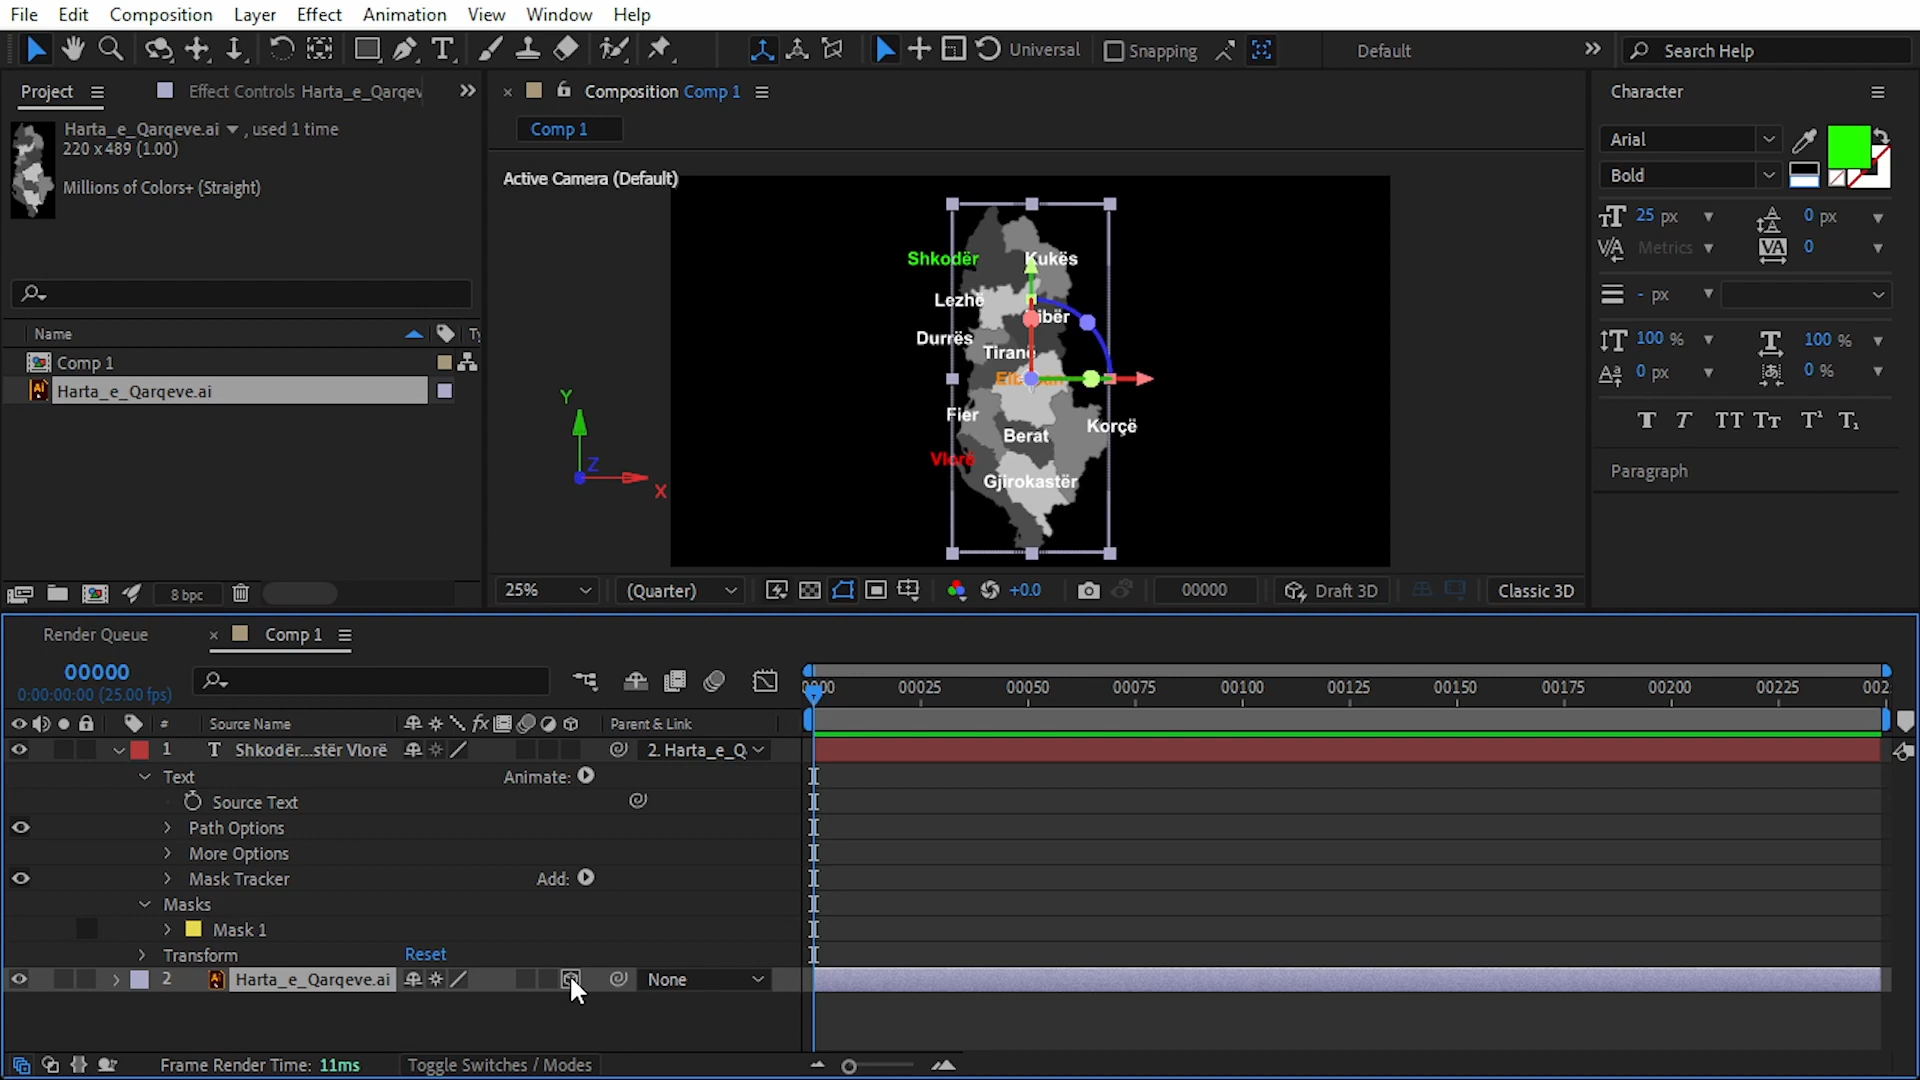 File Edit Composition Layer Effect Animation View Window Help
Universal Snapping Default Search Help
Project Effect Controls Harta_e_Qarqev Composition Comp 1 Character
Harta_e_Qarqeve.ai , used 1 time
220 x 489 (1.00)
Millions of Colors+ (Straight)
Comp 1
Active Camera (Default)
Arial
Bold
25 px 0 px
Metrics 0
- px
100 % 100 %
0 px 0 %
T T TT Tt T¹ T₁
Paragraph
Name Ty
Comp 1
Harta_e_Qarqeve.ai
Shkodër Kukës
Lezhë
Durrës
Tiranë
Fier
Korçë
Berat
Vlorë
Gjirokastër
Y
Z
X
8 bpc
25% (Quarter) +0.0 00000 Draft 3D Classic 3D
Render Queue Comp 1
00000
0:00:00:00 (25.00 fps)
00025 00050 00075 00100 00125 00150 00175 00200 00225
# Source Name fx Parent & Link
1 T Shkodër...stër Vlorë 2. Harta_e_Q
Text Animate:
Source Text
Path Options
More Options
Mask Tracker Add:
Masks
Mask 1
Transform Reset
2 Harta_e_Qarqeve.ai None
Frame Render Time: 11ms Toggle Switches / Modes